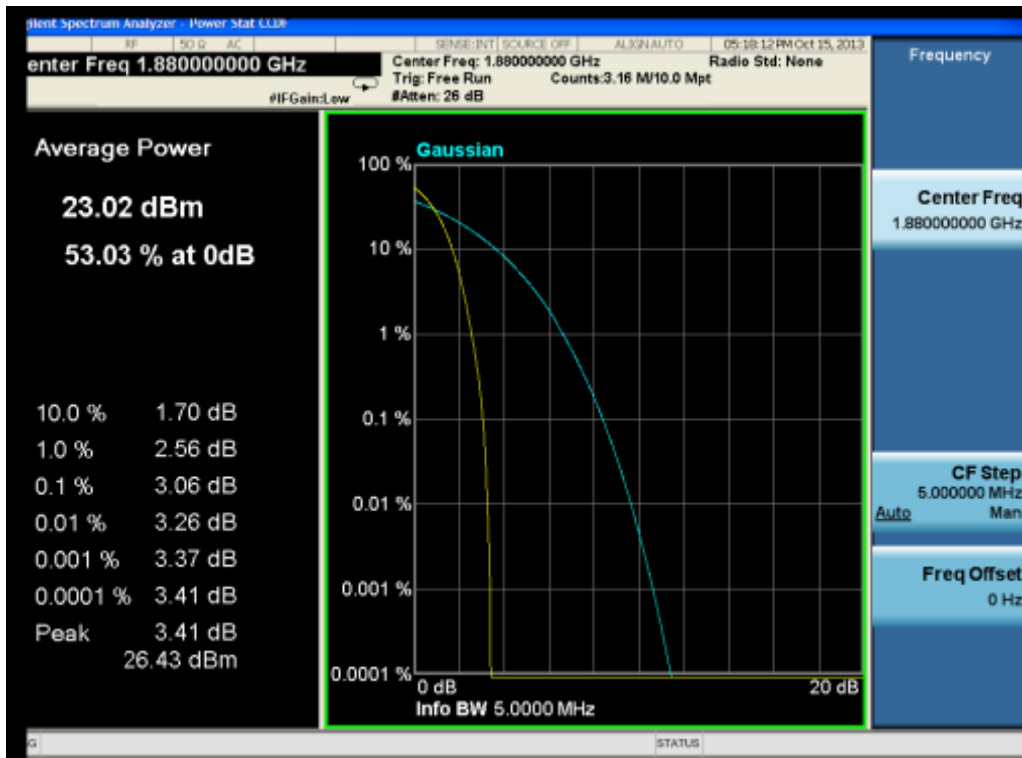 ilent Spectrum Analyzer - Power Stat CCDF
RF 50 Ω AC SENSE:INT SOURCE OFF ALIGN AUTO 05:18:12 PM Oct 15, 2013
enter Freq 1.880000000 GHz
Center Freq: 1.880000000 GHz Radio Std: None
Trig: Free Run Counts:3.16 M/10.0 Mpt
#IFGain:Low #Atten: 26 dB
Frequency
Average Power
23.02 dBm
53.03 % at 0dB
10.0 % 1.70 dB
1.0 % 2.56 dB
0.1 % 3.06 dB
0.01 % 3.26 dB
0.001 % 3.37 dB
0.0001 % 3.41 dB
Peak 3.41 dB
26.43 dBm
Gaussian
100 %
10 %
1 %
0.1 %
0.01 %
0.001 %
0.0001 %
0 dB 20 dB
Info BW 5.0000 MHz
Center Freq
1.880000000 GHz
CF Step
5.000000 MHz
Auto Man
Freq Offset
0 Hz
G STATUS